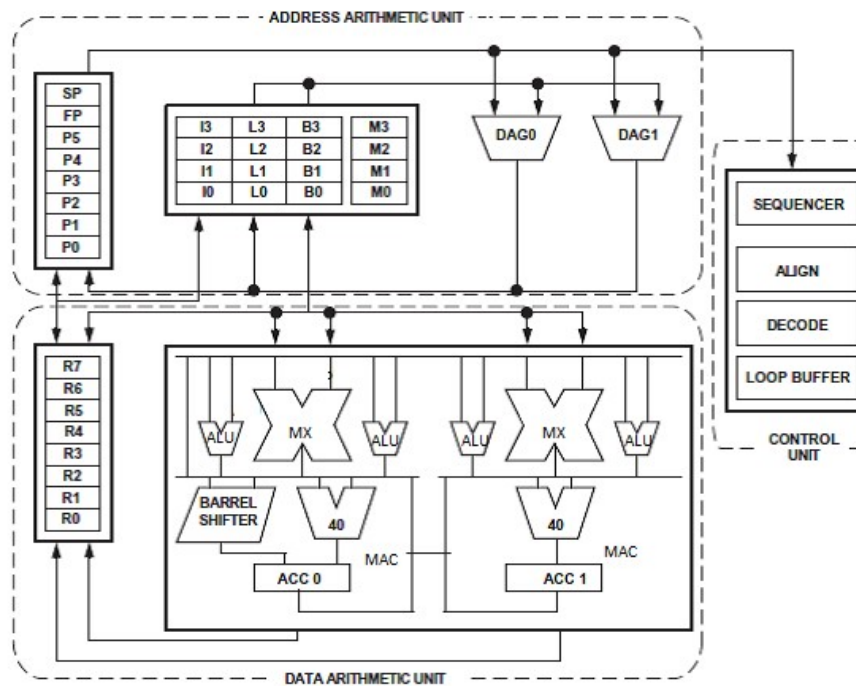 ADDRESS ARITHMETIC UNIT
SP
FP
P5
P4
P3
P2
P1
P0
I3 L3 B3 M3
I2 L2 B2 M2
I1 L1 B1 M1
I0 L0 B0 M0
DAG0
DAG1
SEQUENCER
ALIGN
DECODE
LOOP BUFFER
CONTROL
UNIT
R7
R6
R5
R4
R3
R2
R1
R0
ALU
MX
ALU
ALU
MX
ALU
BARREL
SHIFTER
40
40
MAC
MAC
ACC 0
ACC 1
DATA ARITHMETIC UNIT